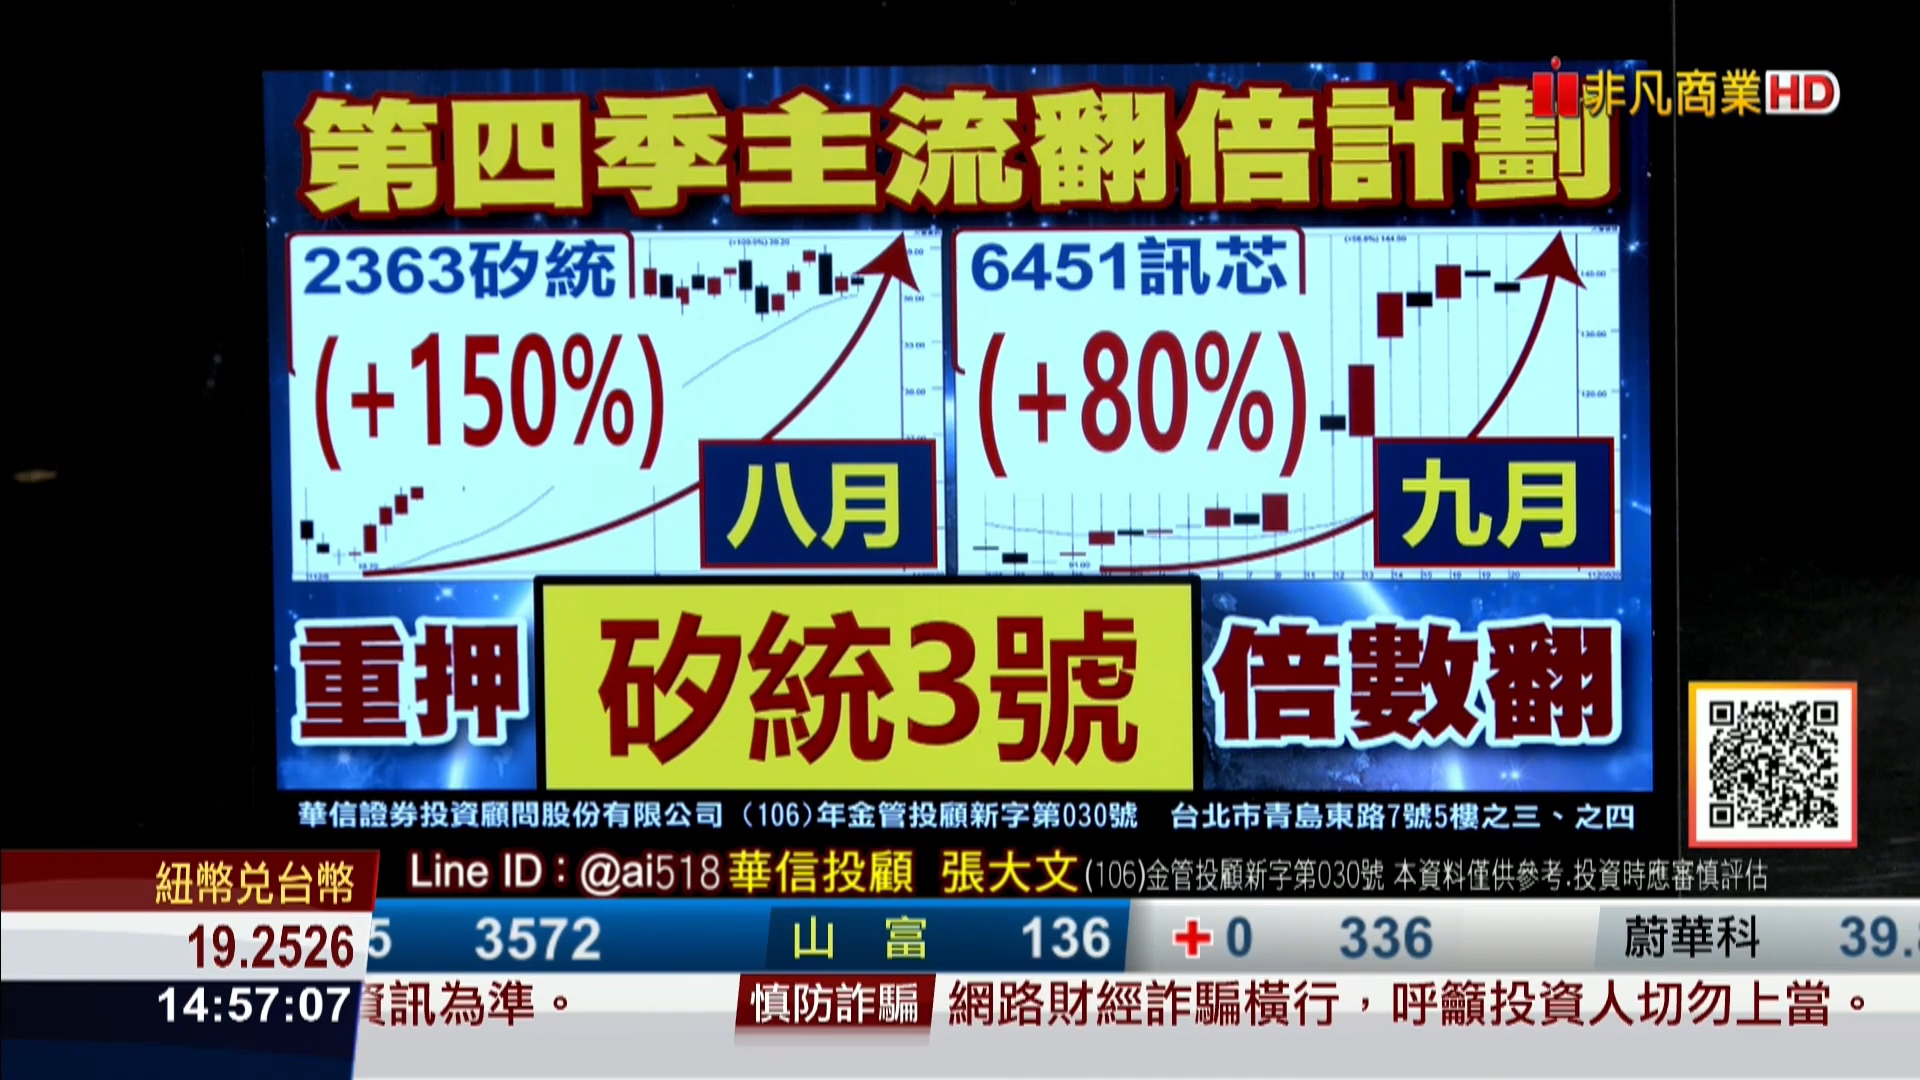 非凡商業HD
第四季主流翻倍計劃
2363矽統
(+150%)
八月
6451訊芯
(+80%)
九月
重押 矽統3號 倍數翻
華信證券投資顧問股份有限公司 (106)年金管投顧新字第030號 台北市青島東路7號5樓之三、之四
Line ID：@ai518 華信投顧 張大文 (106)金管投顧新字第030號 本資料僅供參考.投資時應審慎評估
紐幣兌台幣
19.2526
5 3572 山富 136 +0 336 蔚華科 39.
14:57:07
資訊為準。 慎防詐騙 網路財經詐騙橫行，呼籲投資人切勿上當。